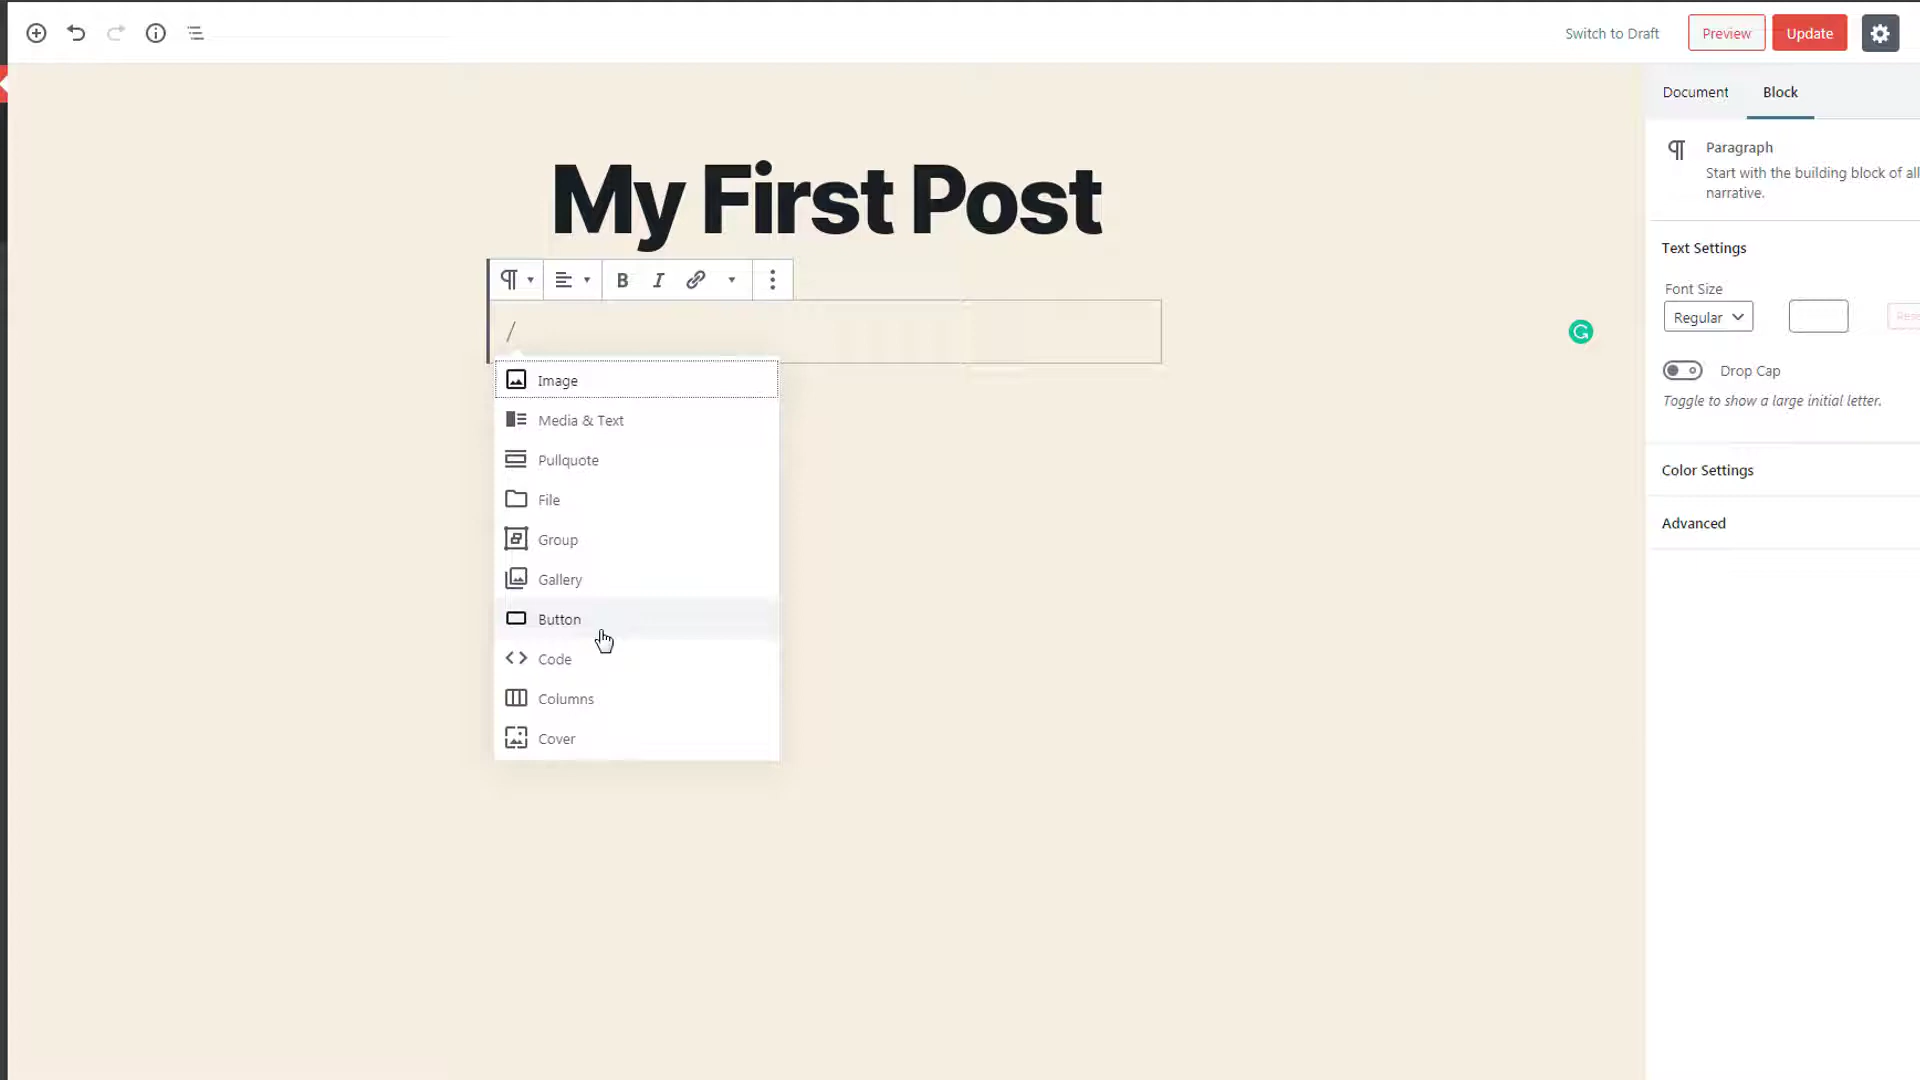 Switch to Draft
Preview
Update
Document
Block
My First Post
B I
/
Image
Media & Text
Pullquote
File
Group
Gallery
Button
Code
Columns
Cover
Paragraph
Start with the building block of all
narrative.
Text Settings
Font Size
Regular
Drop Cap
Toggle to show a large initial letter.
Color Settings
Advanced